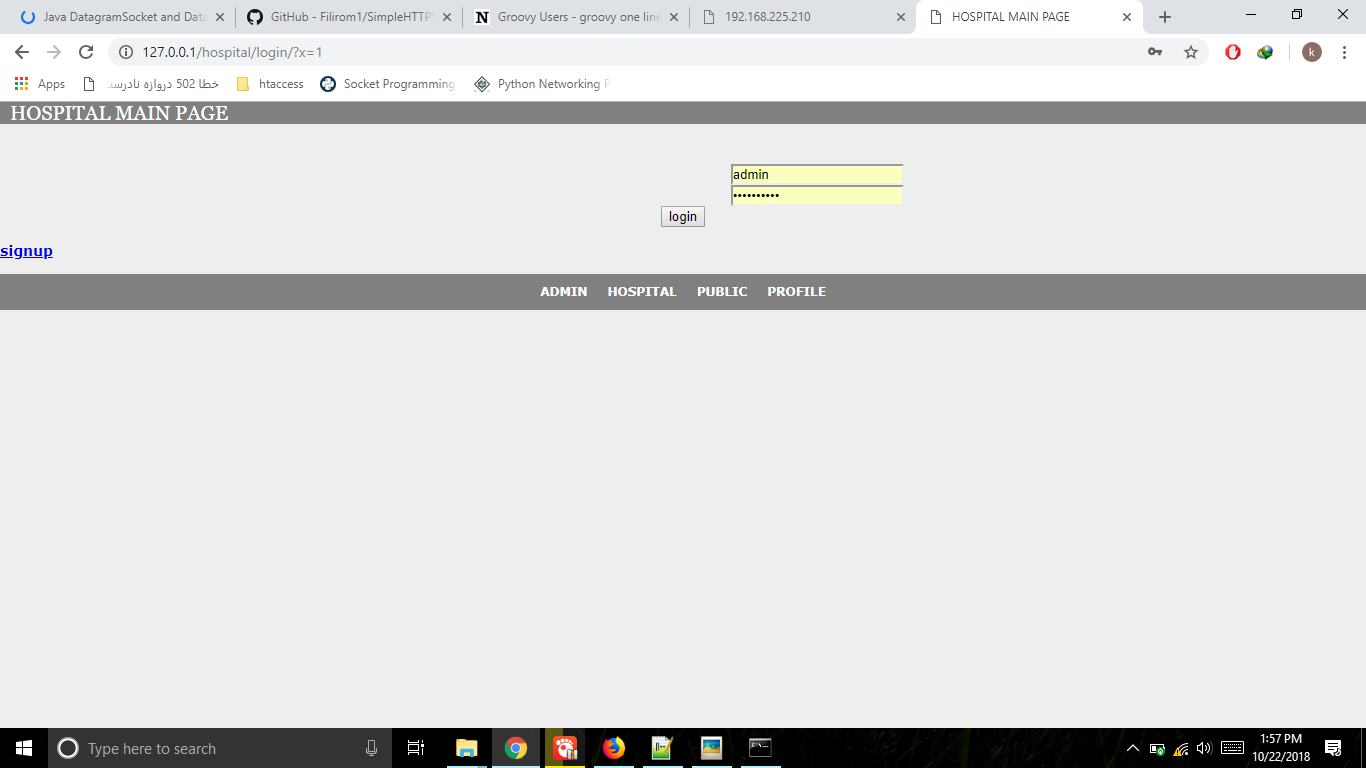 Java DatagramSocket and Data
GitHub - Filirom1/SimpleHTTPS
Groovy Users - groovy one line
192.168.225.210
HOSPITAL MAIN PAGE
127.0.0.1/hospital/login/?x=1
k
Apps
خطا 502 دروازه نادرست
htaccess
Socket Programming
Python Networking P
HOSPITAL MAIN PAGE
admin
login
signup
ADMIN HOSPITAL PUBLIC PROFILE
Type here to search
1:57 PM
10/22/2018